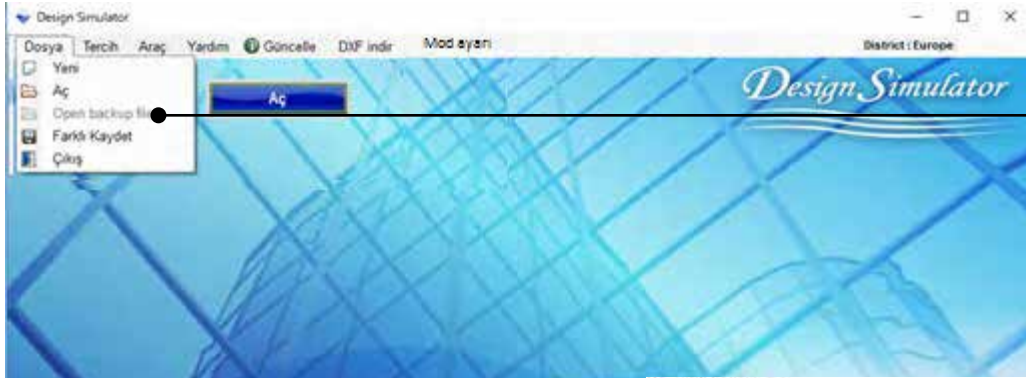 Design Simulator
Dosya Tercih Araç Yardım Güncelle DXF indir Mod ayarı District : Europe
Yeni
Aç
Open backup file
Farklı Kaydet
Çıkış
Aç
Design Simulator